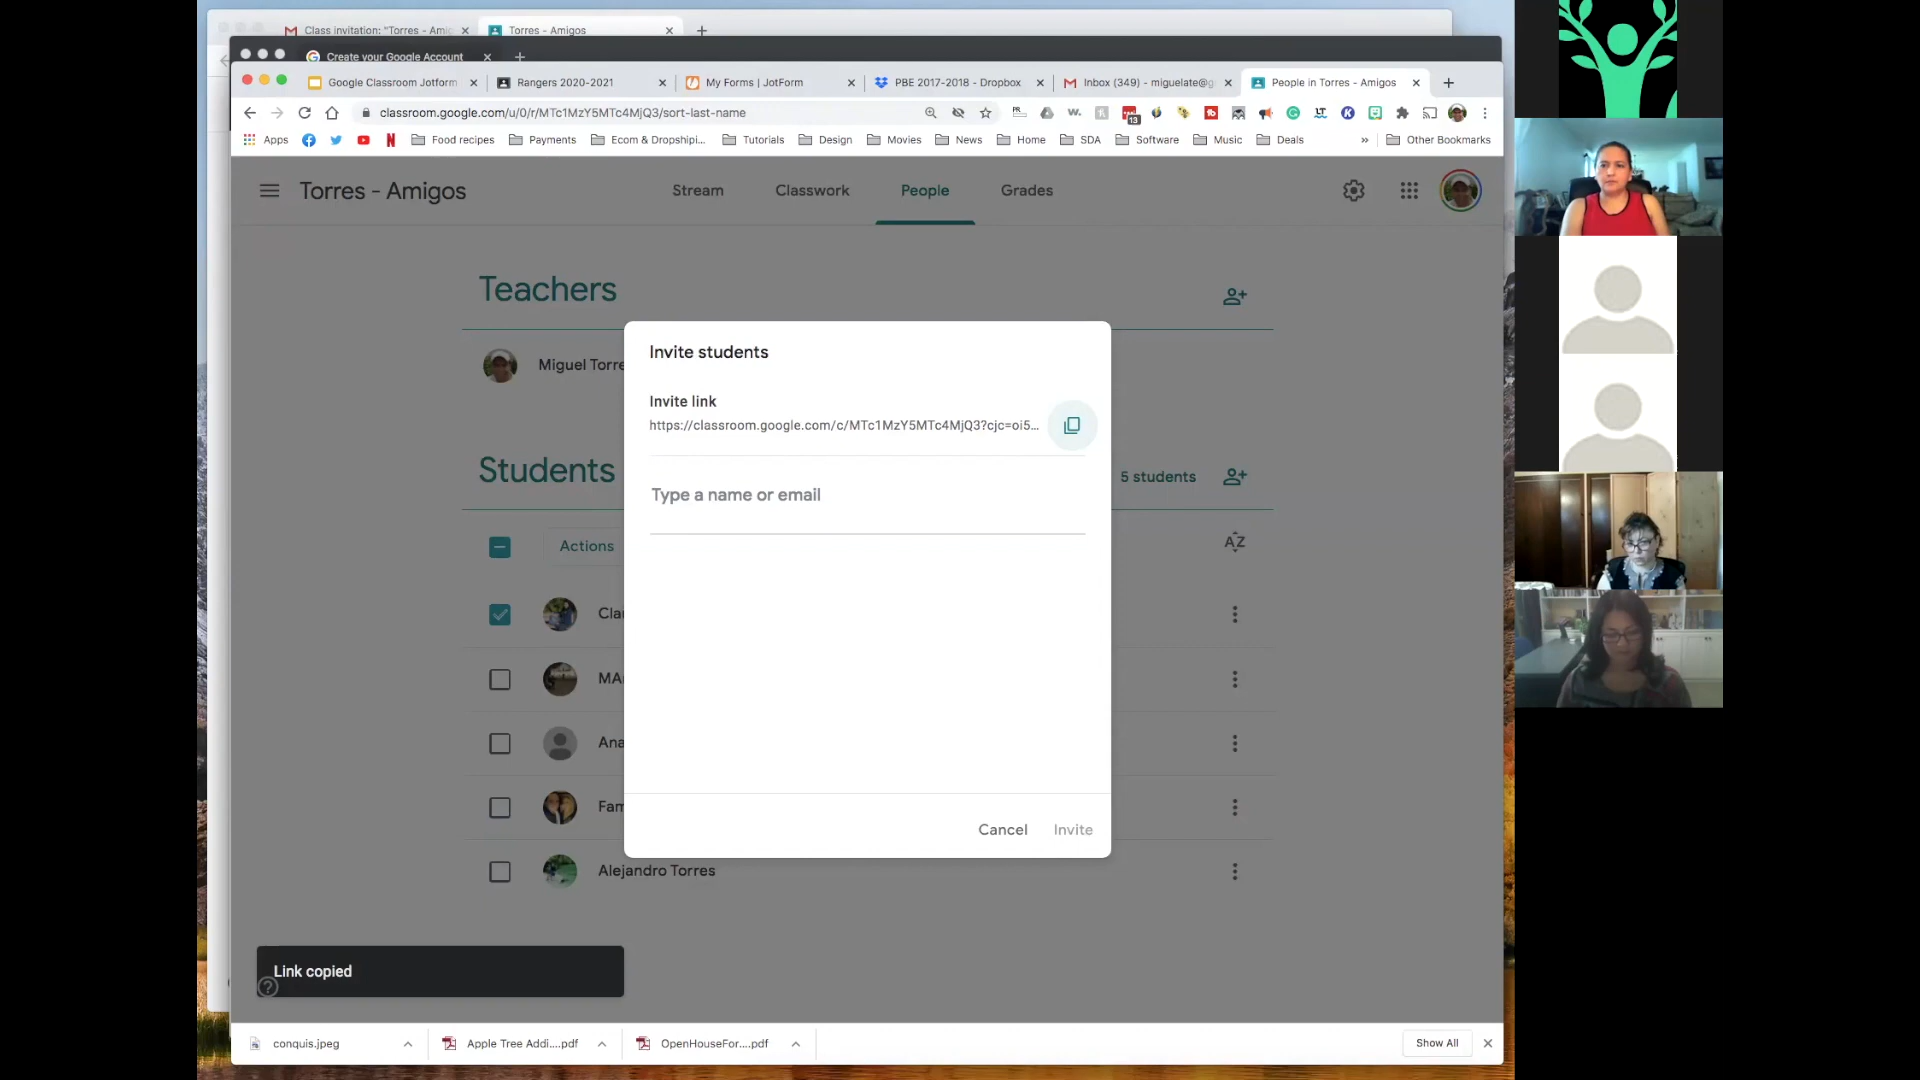 Class invitation: "Torres - Amig
Torres - Amigos
Create your Google Account
Google Classroom Jotform
Rangers 2020-2021
My Forms | JotForm
PBE 2017-2018 - Dropbox
Inbox (349) - miguelate@g
People in Torres - Amigos
classroom.google.com/u/0/r/MTc1MzY5MTc4MjQ3/sort-last-name
13
Apps
Food recipes
Payments
Ecom & Dropshipi...
Tutorials
Design
Movies
News
Home
SDA
Software
Music
Deals
»
Other Bookmarks
Torres - Amigos
Stream
Classwork
People
Grades
Teachers
Miguel Torre
Invite students
Invite link
https://classroom.google.com/c/MTc1MzY5MTc4MjQ3?cjc=oi5...
Students
5 students
Type a name or email
Actions
AZ
Cla
MA
Ana
Fam
Cancel
Invite
Alejandro Torres
Link copied
conquis.jpeg
Apple Tree Addi....pdf
OpenHouseFor....pdf
Show All